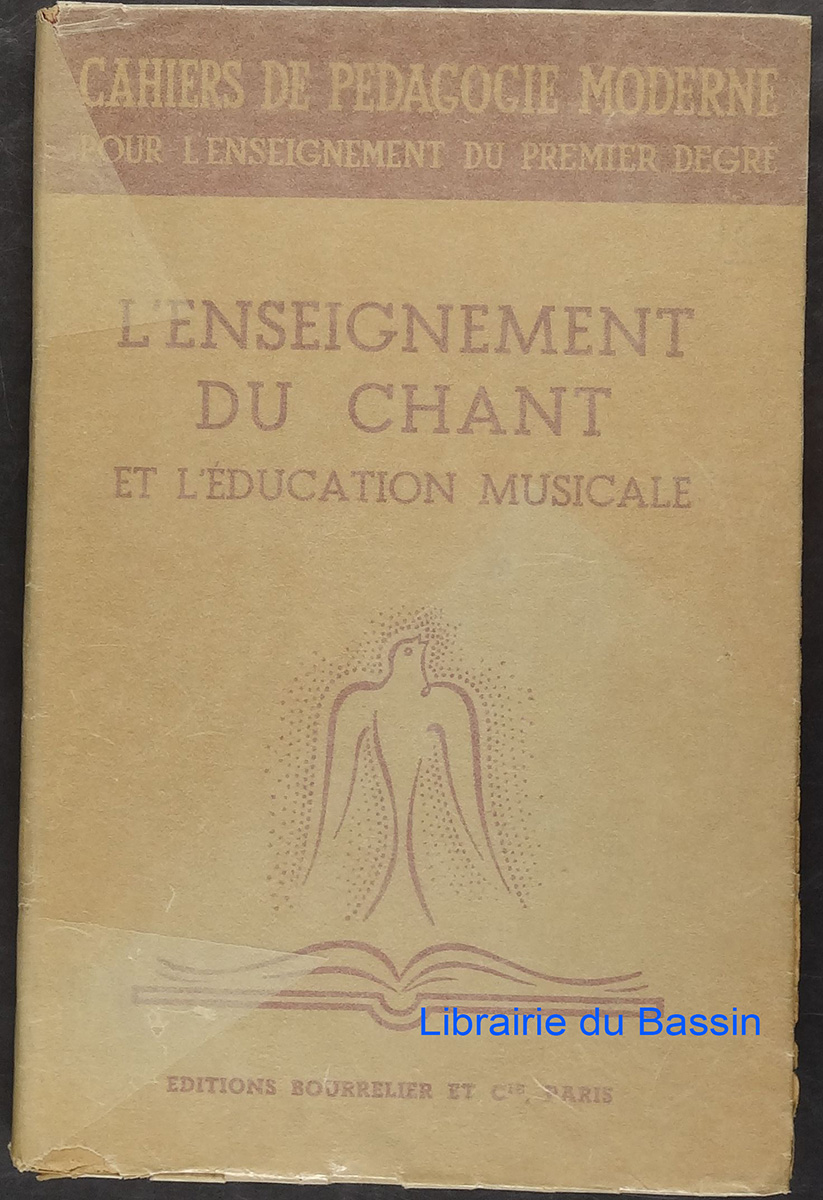 CAHIERS DE PEDAGOGIE MODERNE
POUR L'ENSEIGNEMENT DU PREMIER DEGRÉ
L'ENSEIGNEMENT
DU CHANT
ET L'ÉDUCATION MUSICALE
Librairie du Bassin
EDITIONS BOURRELIER ET Cie, PARIS